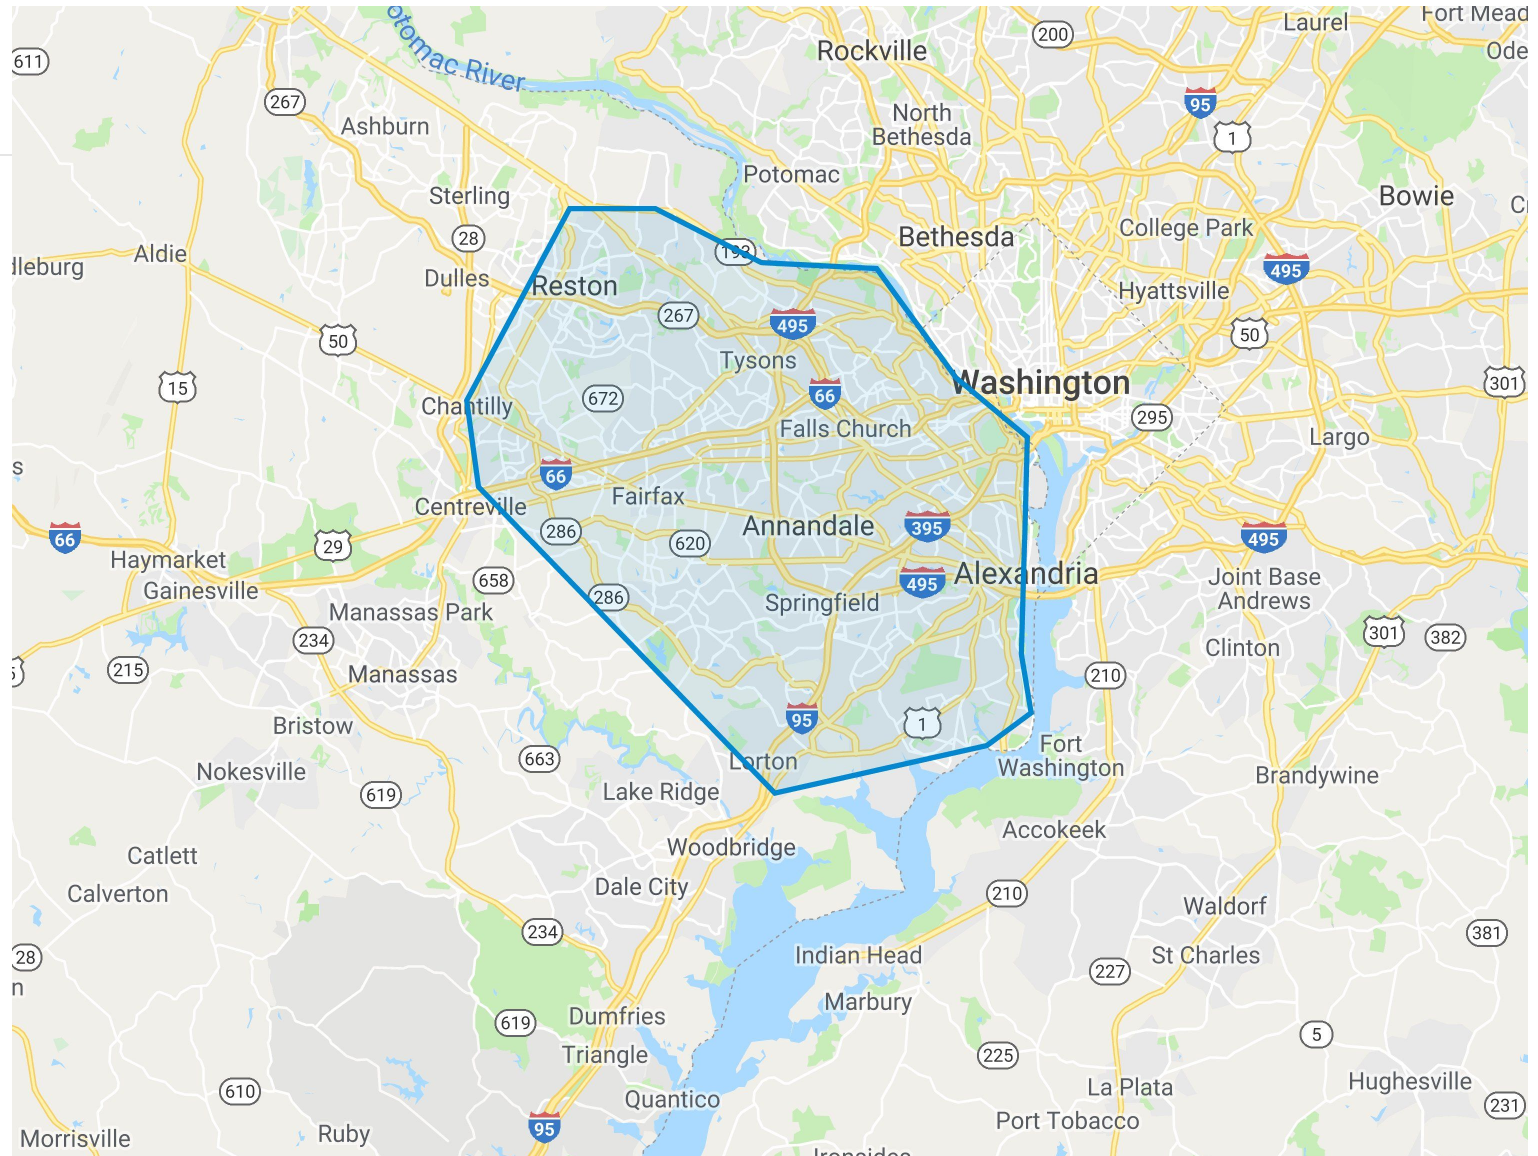 Laurel
Fort Mead
200
Rockville
Ode
611
otomac River
95
267
North
Bethesda
1
Ashburn
Potomac
Sterling
Bowie
28
193
Bethesda
College Park
Aldie
dleburg
Dulles
Reston
495
Hyattsville
267
495
50
50
Tysons
15
Washington
301
672
66
Chantilly
295
Falls Church
Largo
s
66
Fairfax
Centreville
286
Annandale
395
66
29
620
495
Haymarket
658
495
Alexandria
Joint Base
Andrews
Gainesville
286
Springfield
Manassas Park
234
301
382
Clinton
215
Manassas
210
95
1
Bristow
Fort
Washington
663
Lorton
Nokesville
619
Lake Ridge
Brandywine
Accokeek
Woodbridge
Catlett
Dale City
Calverton
210
Waldorf
234
381
28
Indian Head
St Charles
227
n
Marbury
Dumfries
619
5
Triangle
225
610
Quantico
La Plata
Hughesville
231
95
Port Tobacco
Morrisville
Ruby
Ironsides